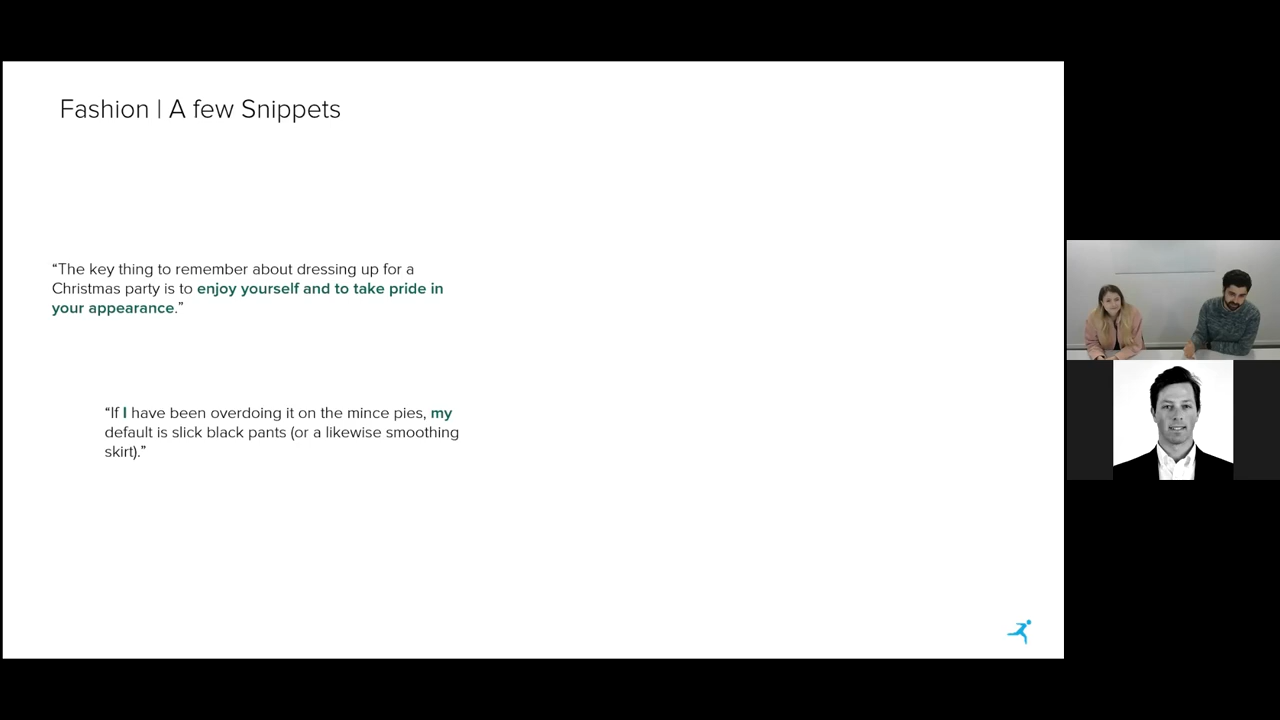 Fashion | A few Snippets
“The key thing to remember about dressing up for a
Christmas party is to enjoy yourself and to take pride in
your appearance.”
“If I have been overdoing it on the mince pies, my
default is slick black pants (or a likewise smoothing
skirt).”